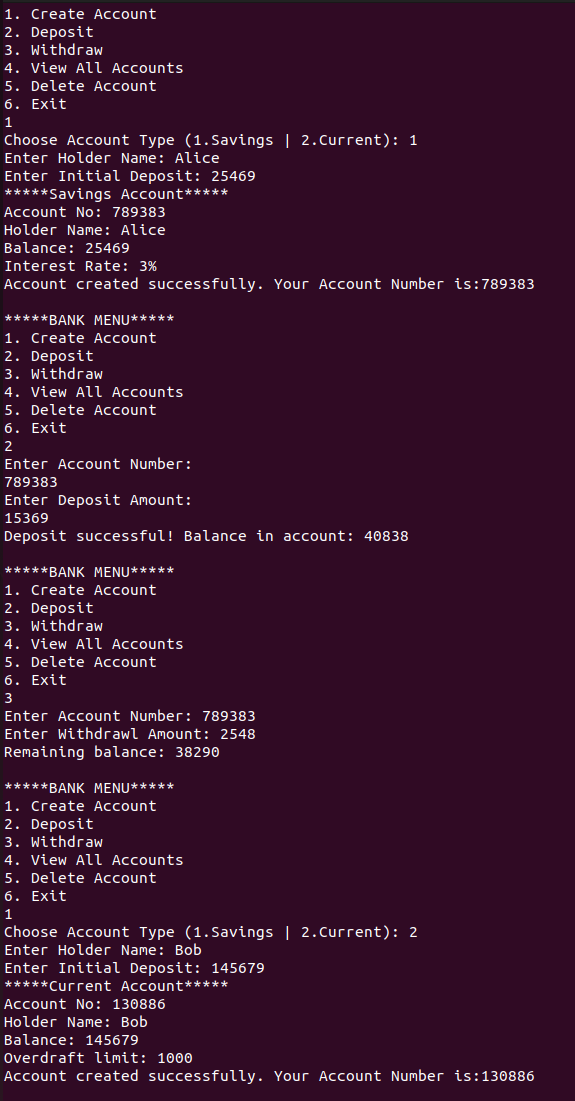 1. Create Account
2. Deposit
3. Withdraw
4. View All Accounts
5. Delete Account
6. Exit
1
Choose Account Type (1.Savings | 2.Current): 1
Enter Holder Name: Alice
Enter Initial Deposit: 25469
*****Savings Account*****
Account No: 789383
Holder Name: Alice
Balance: 25469
Interest Rate: 3%
Account created successfully. Your Account Number is:789383

*****BANK MENU*****
1. Create Account
2. Deposit
3. Withdraw
4. View All Accounts
5. Delete Account
6. Exit
2
Enter Account Number:
789383
Enter Deposit Amount:
15369
Deposit successful! Balance in account: 40838

*****BANK MENU*****
1. Create Account
2. Deposit
3. Withdraw
4. View All Accounts
5. Delete Account
6. Exit
3
Enter Account Number: 789383
Enter Withdrawl Amount: 2548
Remaining balance: 38290

*****BANK MENU*****
1. Create Account
2. Deposit
3. Withdraw
4. View All Accounts
5. Delete Account
6. Exit
1
Choose Account Type (1.Savings | 2.Current): 2
Enter Holder Name: Bob
Enter Initial Deposit: 145679
*****Current Account*****
Account No: 130886
Holder Name: Bob
Balance: 145679
Overdraft limit: 1000
Account created successfully. Your Account Number is:130886